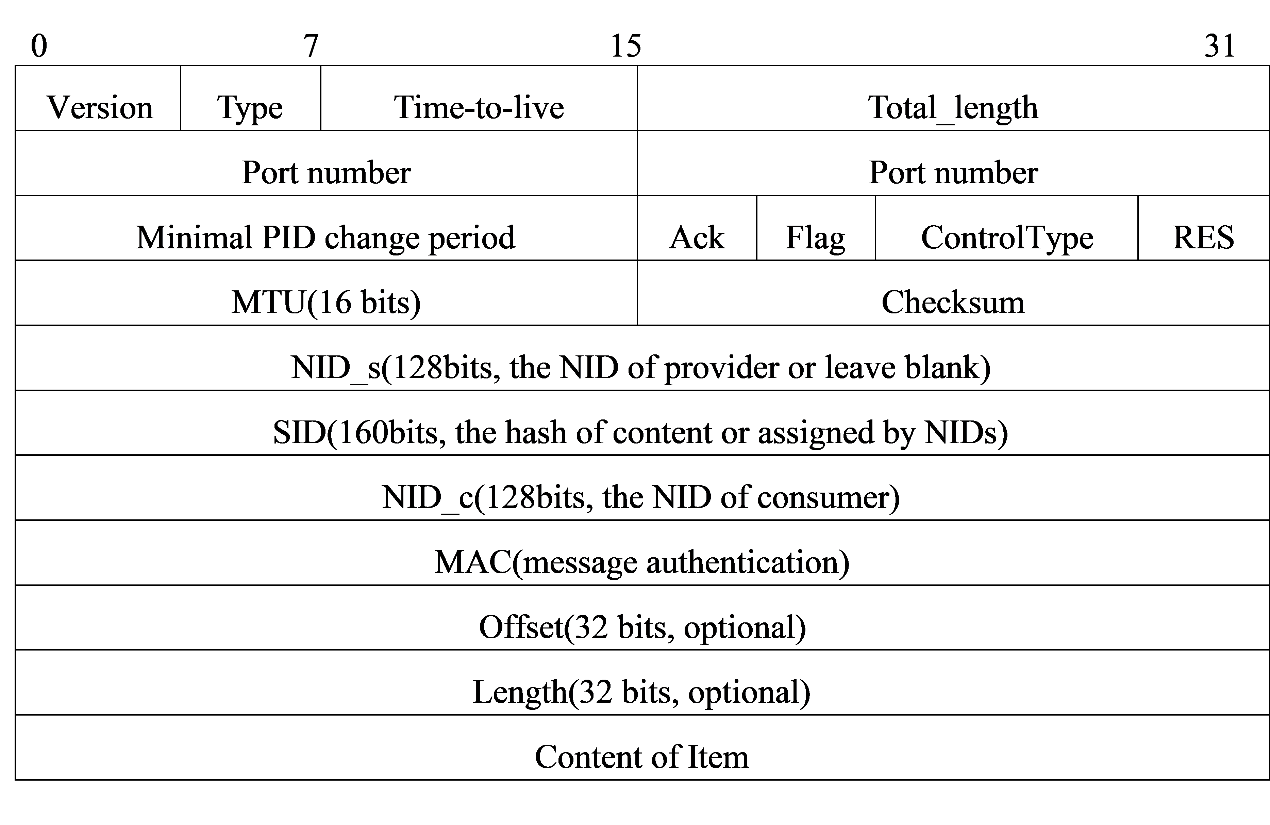 0 7 15 31
Version Type Time-to-live Total_length
Port number Port number
Minimal PID change period Ack Flag ControlType RES
MTU(16 bits) Checksum
NID_s(128bits, the NID of provider or leave blank)
SID(160bits, the hash of content or assigned by NIDs)
NID_c(128bits, the NID of consumer)
MAC(message authentication)
Offset(32 bits, optional)
Length(32 bits, optional)
Content of Item